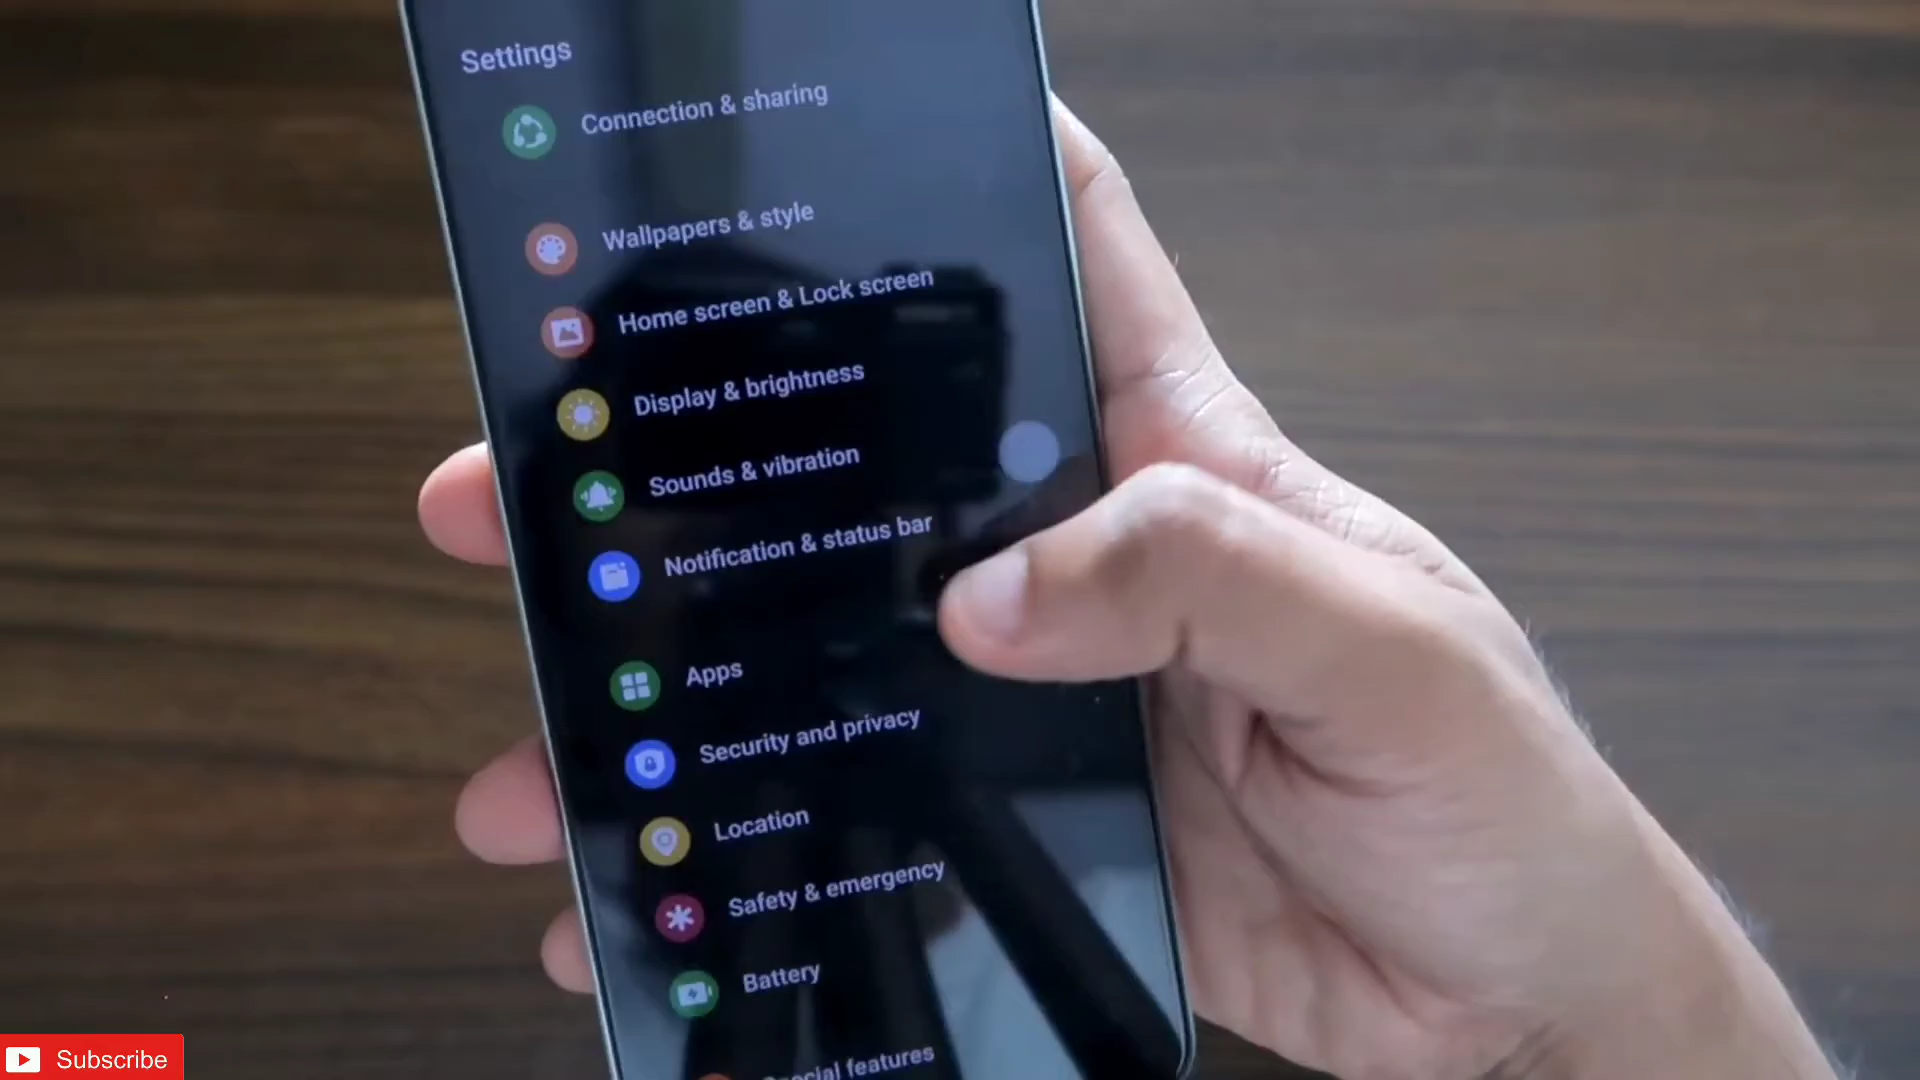 Settings
Connection & sharing
Wallpapers & style
Home screen & Lock screen
Display & brightness
Sounds & vibration
Notification & status bar
Apps
Security and privacy
Location
Safety & emergency
Battery
features
Subscribe